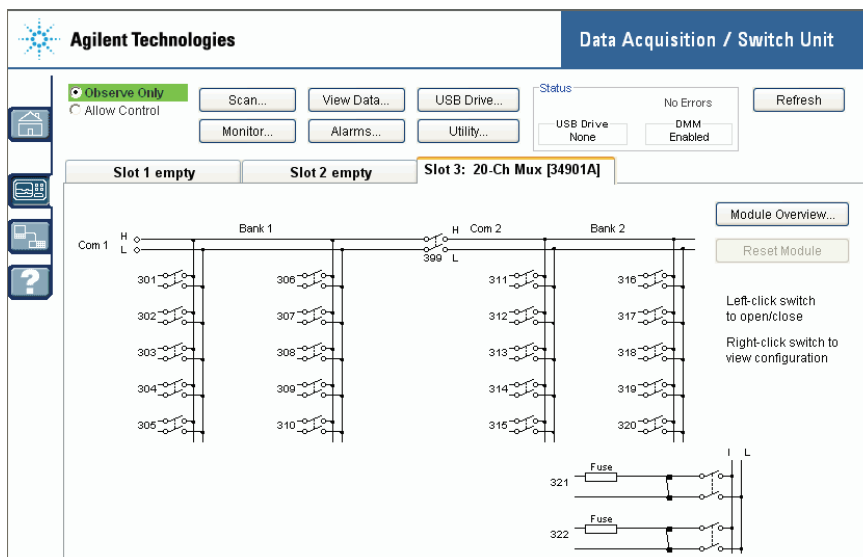 Agilent Technologies
Data Acquisition / Switch Unit
Observe Only
Allow Control
Scan...
View Data...
USB Drive...
Monitor...
Alarms...
Utility...
Status
No Errors
USB Drive
None
DMM
Enabled
Refresh
Slot 1 empty
Slot 2 empty
Slot 3: 20-Ch Mux [34901A]
Module Overview...
Reset Module
Left-click switch
to open/close
Right-click switch to
view configuration
Com 1
H
L
Bank 1
H Com 2
Bank 2
399 L
301 306 311 316
302 307 312 317
303 308 313 318
304 309 314 319
305 310 315 320
I L
Fuse
321
Fuse
322